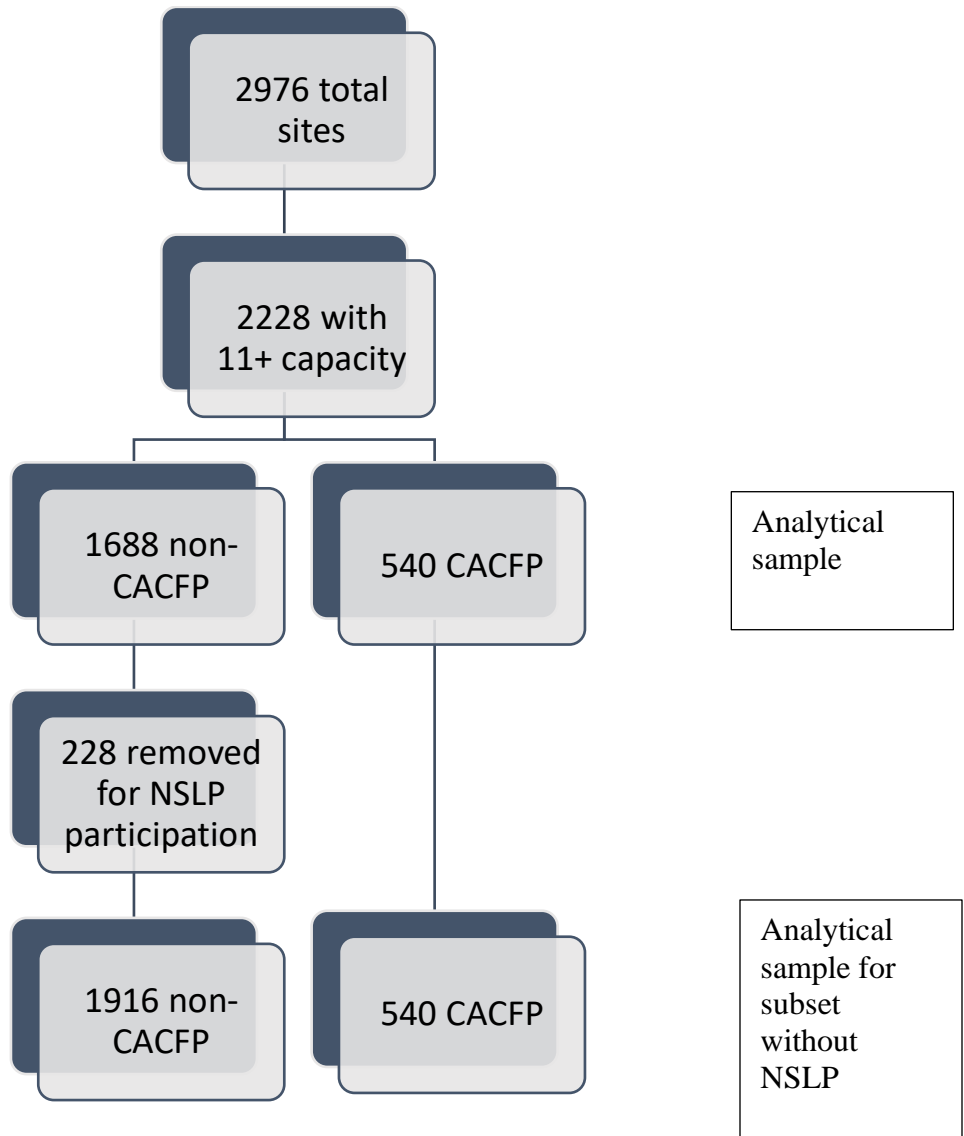 2976 total
sites
2228 with
11+ capacity
1688 non-
CACFP
540 CACFP
Analytical
sample
228 removed
for NSLP
participation
1916 non-
CACFP
540 CACFP
Analytical
sample for
subset
without
NSLP